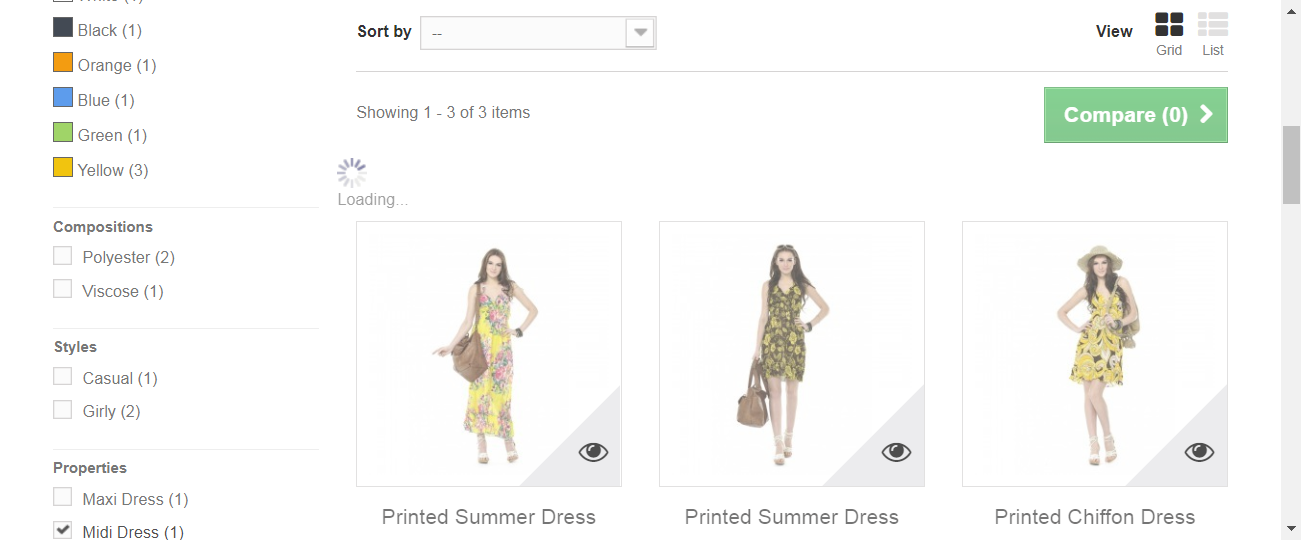 White (1)
Black (1)
Orange (1)
Blue (1)
Green (1)
Yellow (3)
Compositions
Polyester (2)
Viscose (1)
Styles
Casual (1)
Girly (2)
Properties
Maxi Dress (1)
Midi Dress (1)
Sort by
--
View
Grid
List
Showing 1 - 3 of 3 items
Compare (0)
Loading...
Printed Summer Dress
Printed Summer Dress
Printed Chiffon Dress